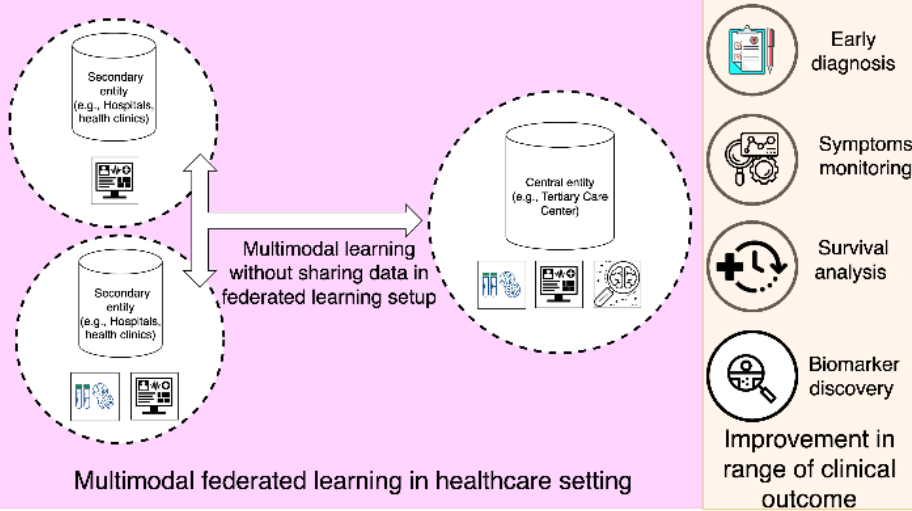 Secondary
entity
(e.g., Hospitals,
health clinics)
Secondary
entity
(e.g., Hospitals,
health clinics)
Multimodal learning
without sharing data in
federated learning setup
Central entity
(e.g., Tertiary Care
Center)
Multimodal federated learning in healthcare setting
Early
diagnosis
Symptoms
monitoring
Survival
analysis
Biomarker
discovery
Improvement in
range of clinical
outcome